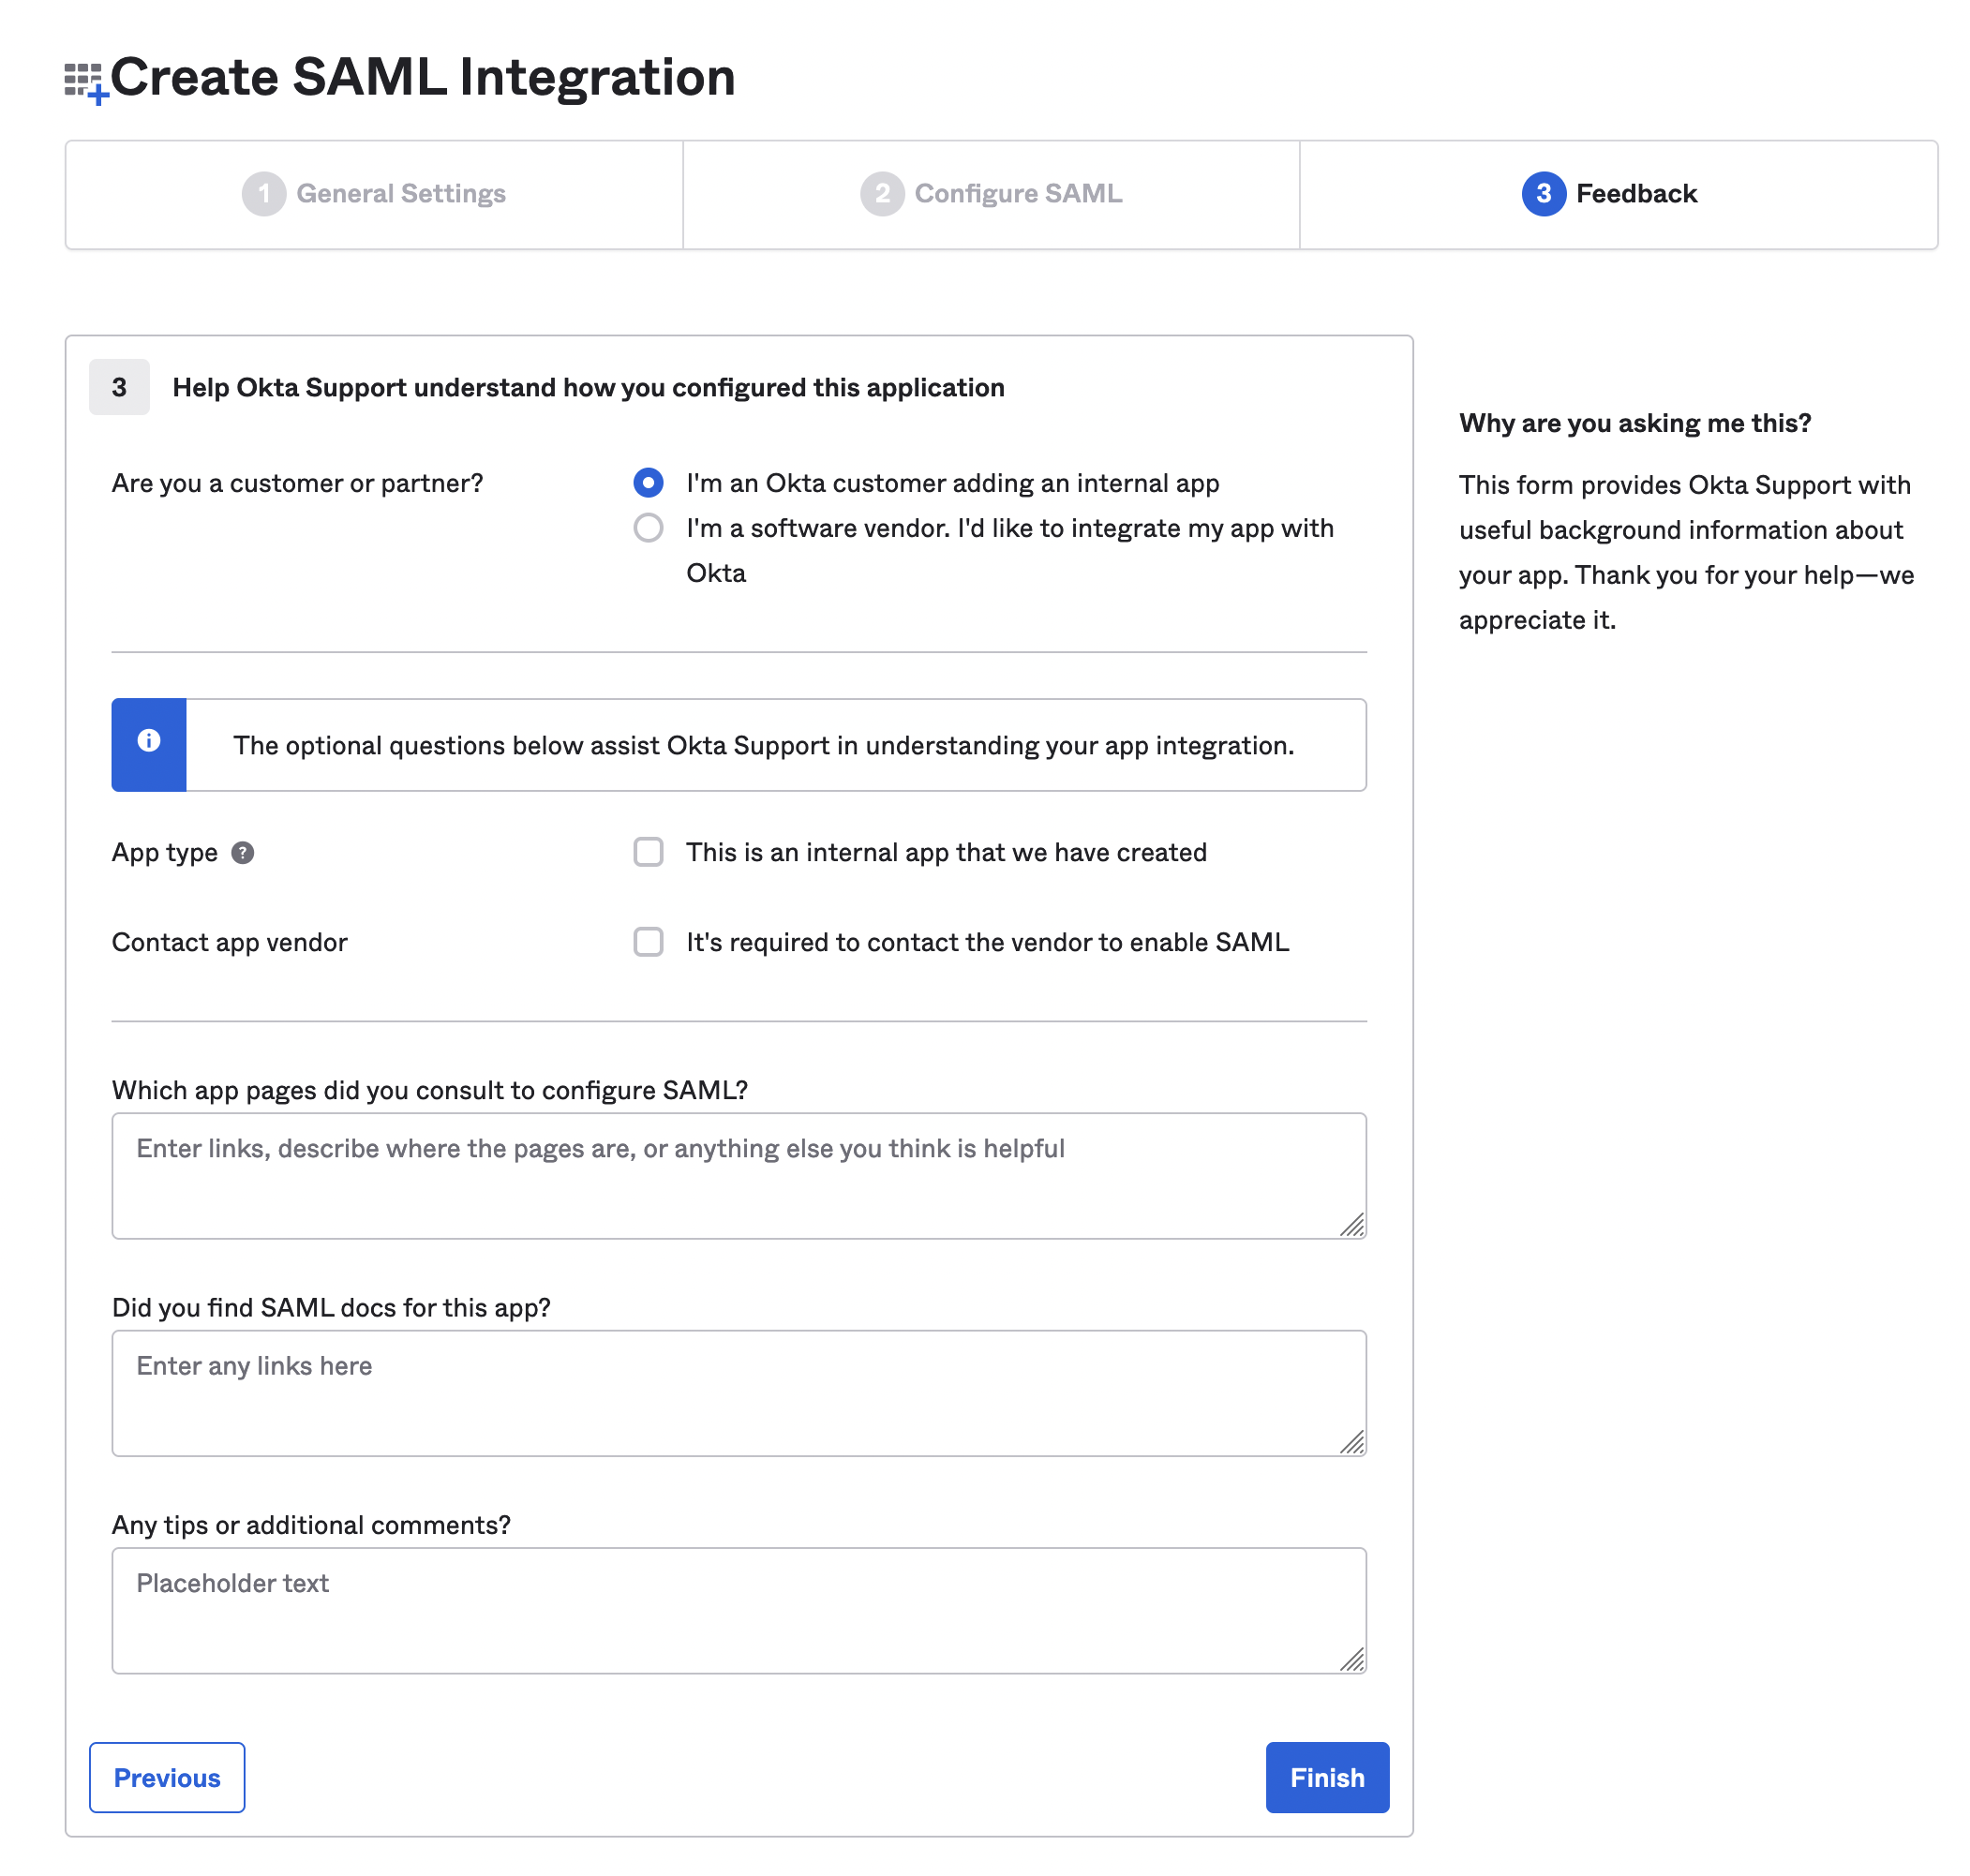 Create SAML Integration
1 General Settings
2 Configure SAML
3 Feedback
3 Help Okta Support understand how you configured this application
Are you a customer or partner?
I'm an Okta customer adding an internal app
I'm a software vendor. I'd like to integrate my app with
Okta
The optional questions below assist Okta Support in understanding your app integration.
App type ?
This is an internal app that we have created
Contact app vendor
It's required to contact the vendor to enable SAML
Which app pages did you consult to configure SAML?
Enter links, describe where the pages are, or anything else you think is helpful
Did you find SAML docs for this app?
Enter any links here
Any tips or additional comments?
Placeholder text
Previous
Finish
Why are you asking me this?
This form provides Okta Support with
useful background information about
your app. Thank you for your help—we
appreciate it.